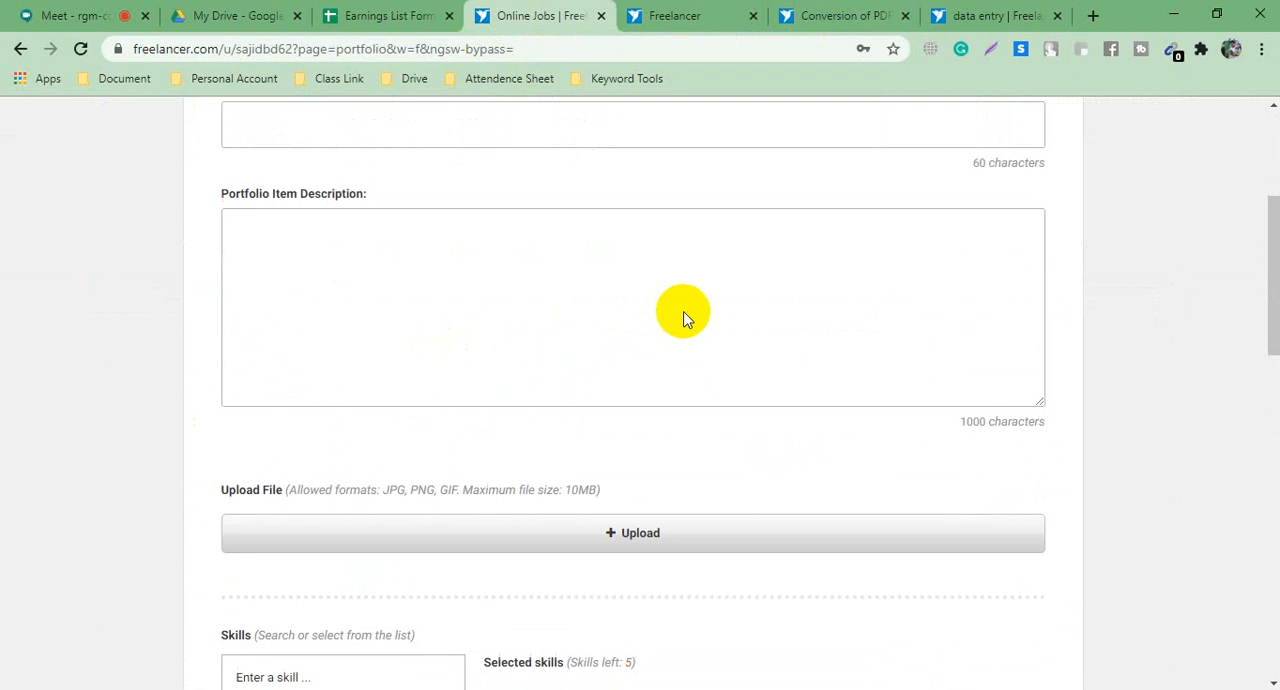 Meet - rgm-cc
My Drive - Google
Earnings List Form
Online Jobs | Free
Freelancer
Conversion of PDF
data entry | Freela
freelancer.com/u/sajidbd62?page=portfolio&w=f&ngsw-bypass=
0
Apps
Document
Personal Account
Class Link
Drive
Attendence Sheet
Keyword Tools
60 characters
Portfolio Item Description:
1000 characters
Upload File (Allowed formats: JPG, PNG, GIF. Maximum file size: 10MB)
+ Upload
Skills (Search or select from the list)
Selected skills (Skills left: 5)
Enter a skill ...